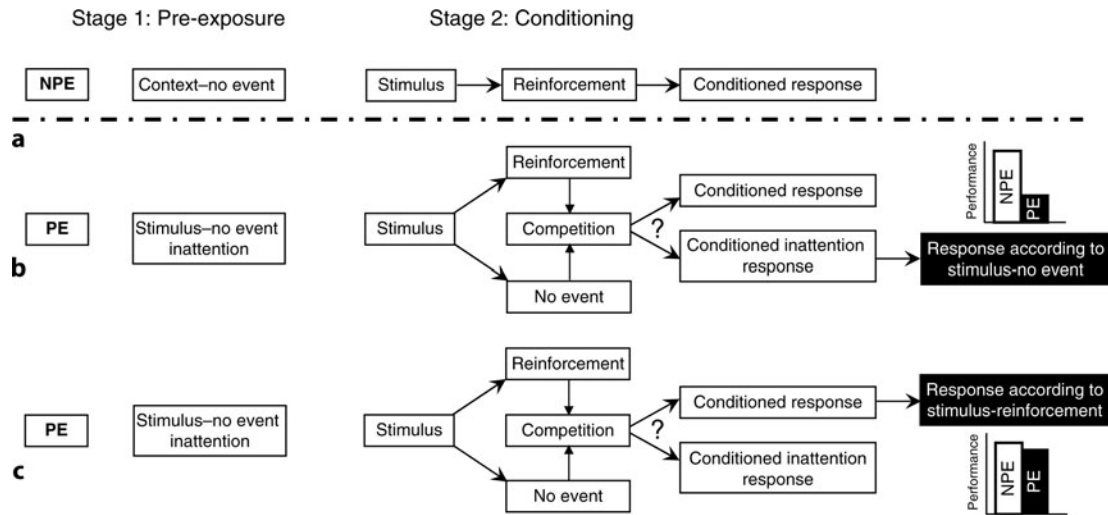 Stage 1: Pre-exposure
Stage 2: Conditioning
NPE
Context–no event
Stimulus
Reinforcement
Conditioned response
a
PE
Stimulus–no event
inattention
Stimulus
Reinforcement
Competition
No event
?
Conditioned response
Conditioned inattention
response
Performance
NPE
PE
Response according to
stimulus-no event
b
PE
Stimulus–no event
inattention
Stimulus
Reinforcement
Competition
No event
?
Conditioned response
Conditioned inattention
response
Response according to
stimulus-reinforcement
Performance
NPE
PE
c